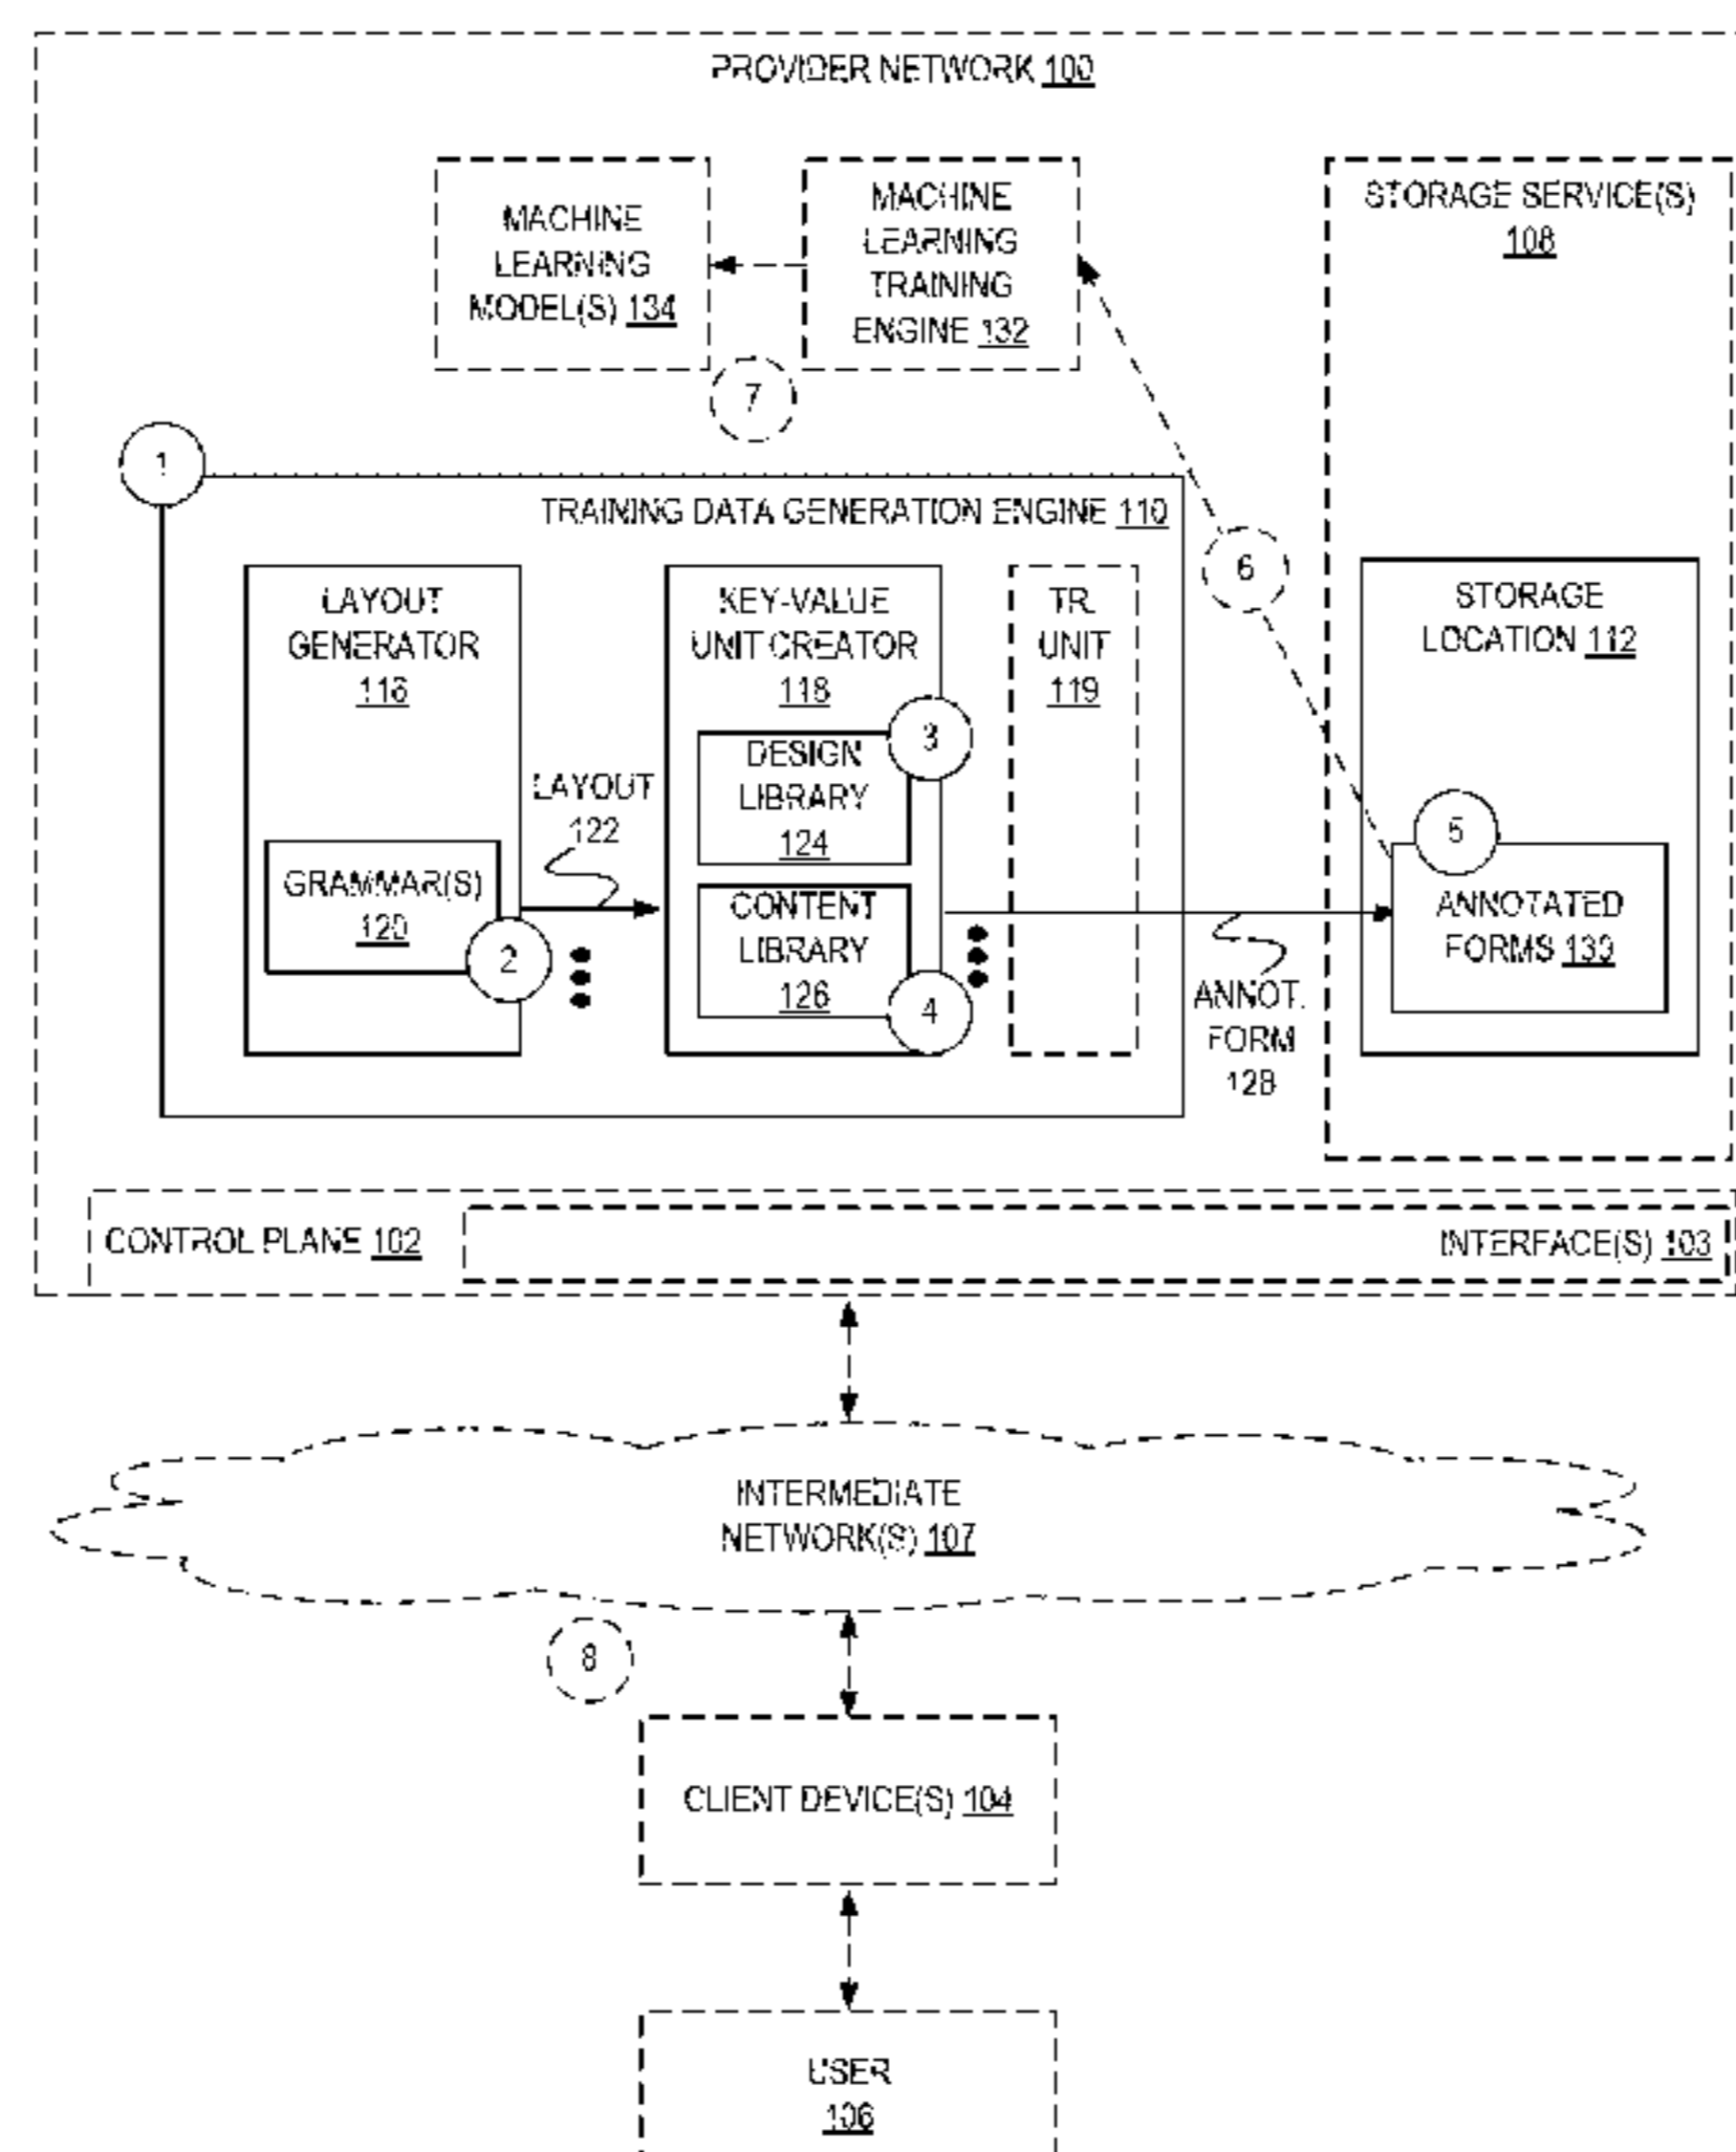 PROVIDER NETWORK 100
MACHINE
LEARNING
MODEL(S) 134
MACHINE
LEARNING
TRAINING
ENGINE 132
STORAGE SERVICE(S)
108
7
1
TRAINING DATA GENERATION ENGINE 110
6
LAYOUT
GENERATOR
116
KEY-VALUE
UNIT CREATOR
118
TR.
UNIT
119
STORAGE
LOCATION 112
3
DESIGN
LIBRARY
124
LAYOUT
122
5
GRAMMAR(S)
120
2
CONTENT
LIBRARY
126
4
ANNOTATED
FORMS 130
ANNOT.
FORM
128
CONTROL PLANE 102
INTERFACE(S) 103
INTERMEDIATE
NETWORK(S) 107
8
CLIENT DEVICE(S) 104
USER
106